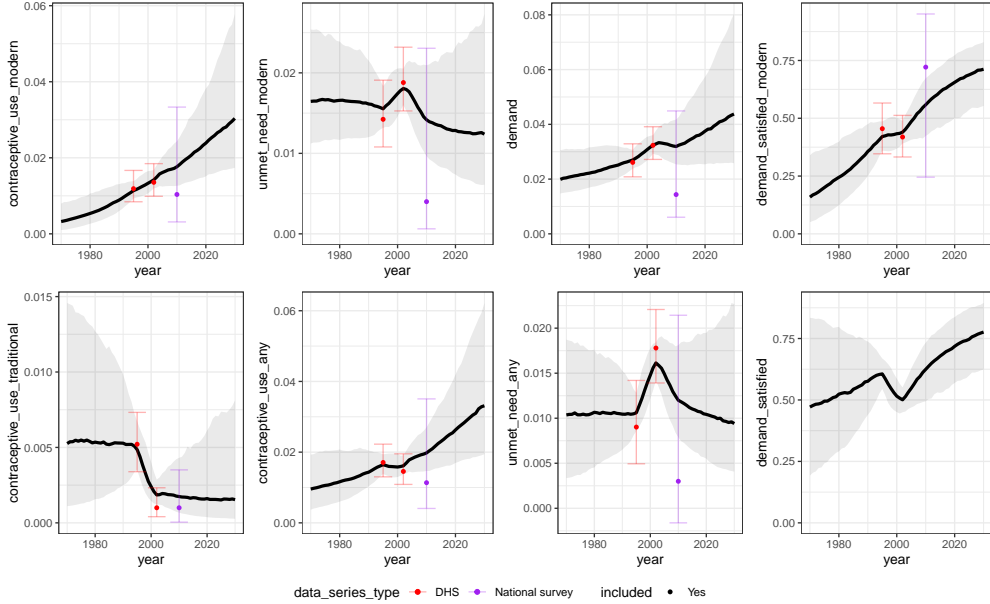 contraceptive_use_modern
0.06
0.04
0.02
0.00
1980 2000 2020
year
unmet_need_modern
0.02
0.01
0.00
1980 2000 2020
year
demand
0.08
0.06
0.04
0.02
0.00
1980 2000 2020
year
demand_satisfied_modern
0.75
0.50
0.25
0.00
1980 2000 2020
year
contraceptive_use_traditional
0.015
0.010
0.005
0.000
1980 2000 2020
year
contraceptive_use_any
0.06
0.04
0.02
0.00
1980 2000 2020
year
unmet_need_any
0.020
0.015
0.010
0.005
0.000
1980 2000 2020
year
demand_satisfied
0.75
0.50
0.25
0.00
1980 2000 2020
year
data_series_type DHS National survey included Yes